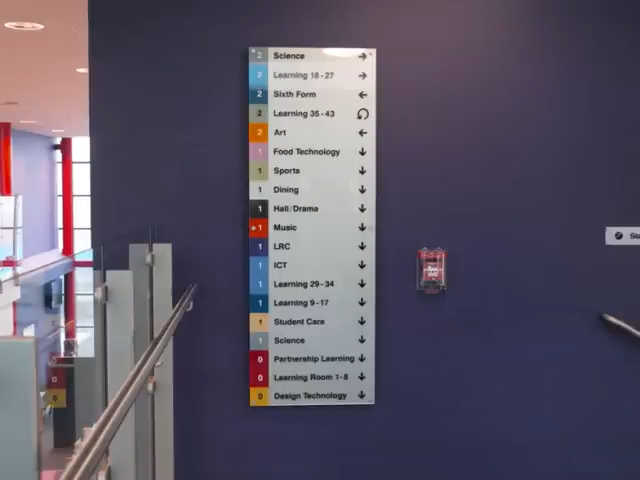 2 Science →
2 Learning 18-27 →
2 Sixth Form ←
2 Learning 35-43
2 Art ←
1 Food Technology ↓
1 Sports ↓
1 Dining ↓
1 Hall/Drama ↓
1 Music ↓
1 LRC ↓
1 ICT ↓
1 Learning 29-34 ↓
1 Learning 9-17 ↓
1 Student Care ↓
1 Science ↓
0 Partnership Learning ↓
0 Learning Room 1-8 ↓
0 Design Technology ↓
0
0